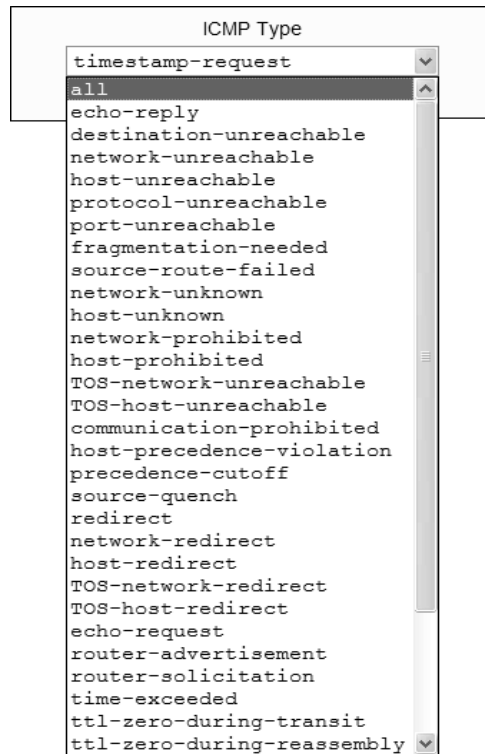 ICMP Type
timestamp-request
all
echo-reply
destination-unreachable
network-unreachable
host-unreachable
protocol-unreachable
port-unreachable
fragmentation-needed
source-route-failed
network-unknown
host-unknown
network-prohibited
host-prohibited
TOS-network-unreachable
TOS-host-unreachable
communication-prohibited
host-precedence-violation
precedence-cutoff
source-quench
redirect
network-redirect
host-redirect
TOS-network-redirect
TOS-host-redirect
echo-request
router-advertisement
router-solicitation
time-exceeded
ttl-zero-during-transit
ttl-zero-during-reassembly